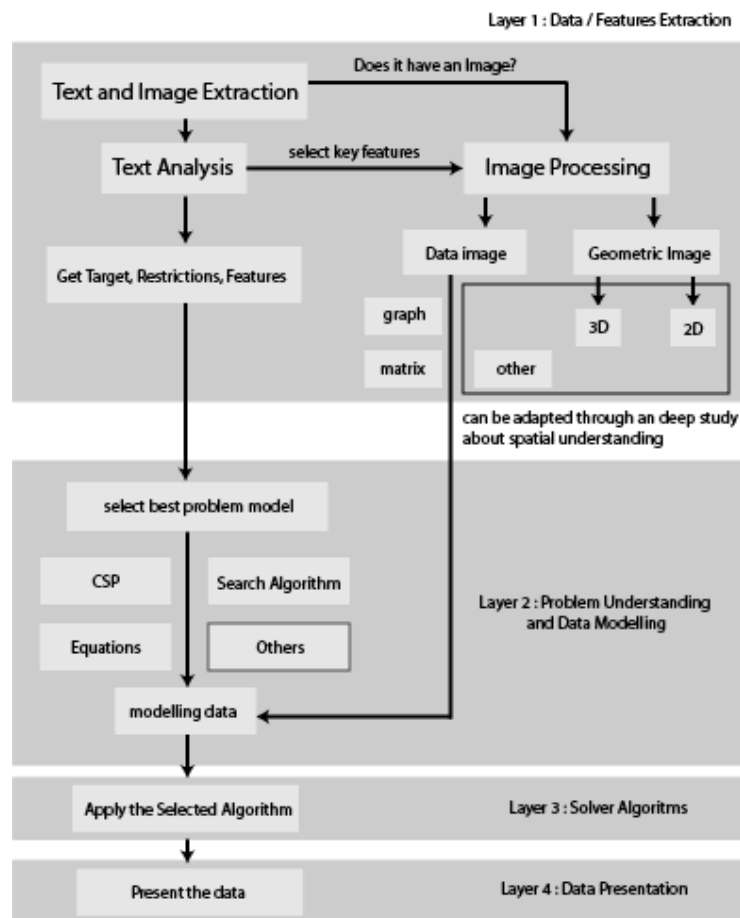 Layer 1 : Data / Features Extraction
Does it have an Image?
Text and Image Extraction
Text Analysis
select key features
Image Processing
Data image
Geometric Image
Get Target, Restrictions, Features
graph
3D
2D
matrix
other
can be adapted through an deep study
about spatial understanding
select best problem model
CSP
Search Algorithm
Layer 2 : Problem Understanding
and Data Modelling
Equations
Others
modelling data
Apply the Selected Algorithm
Layer 3 : Solver Algoritms
Present the data
Layer 4 : Data Presentation